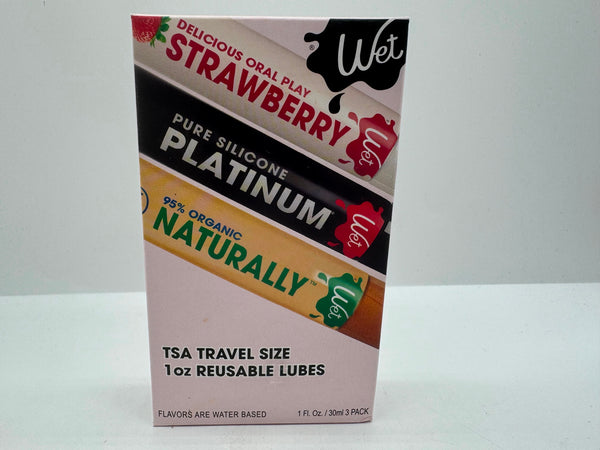 Wet
®
DELICIOUS ORAL PLAY
STRAWBERRY
Wet
PURE SILICONE
PLATINUM
Wet
95% ORGANIC
NATURALLY™
Wet
TSA TRAVEL SIZE
1oz REUSABLE LUBES
FLAVORS ARE WATER BASED
1 Fl. Oz. / 30ml 3 PACK